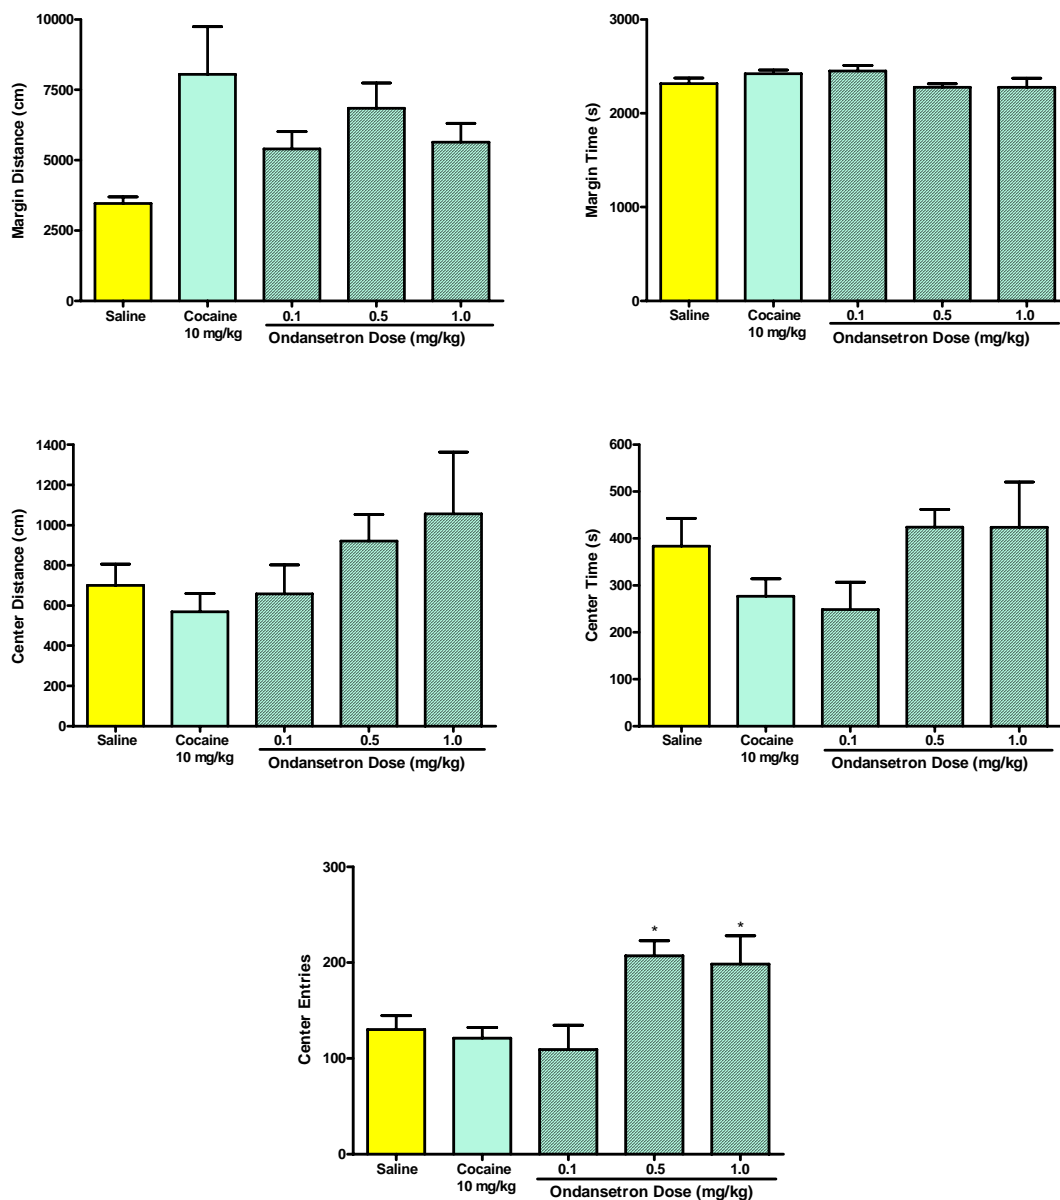 Margin Distance (cm)
10000
7500
5000
2500
0
Saline
Cocaine
10 mg/kg
0.1
0.5
1.0
Ondansetron Dose (mg/kg)
Margin Time (s)
3000
2000
1000
0
Saline
Cocaine
10 mg/kg
0.1
0.5
1.0
Ondansetron Dose (mg/kg)
Center Distance (cm)
1400
1200
1000
800
600
400
200
0
Saline
Cocaine
10 mg/kg
0.1
0.5
1.0
Ondansetron Dose (mg/kg)
Center Time (s)
600
500
400
300
200
100
0
Saline
Cocaine
10 mg/kg
0.1
0.5
1.0
Ondansetron Dose (mg/kg)
Center Entries
300
200
100
0
*
*
Saline
Cocaine
10 mg/kg
0.1
0.5
1.0
Ondansetron Dose (mg/kg)